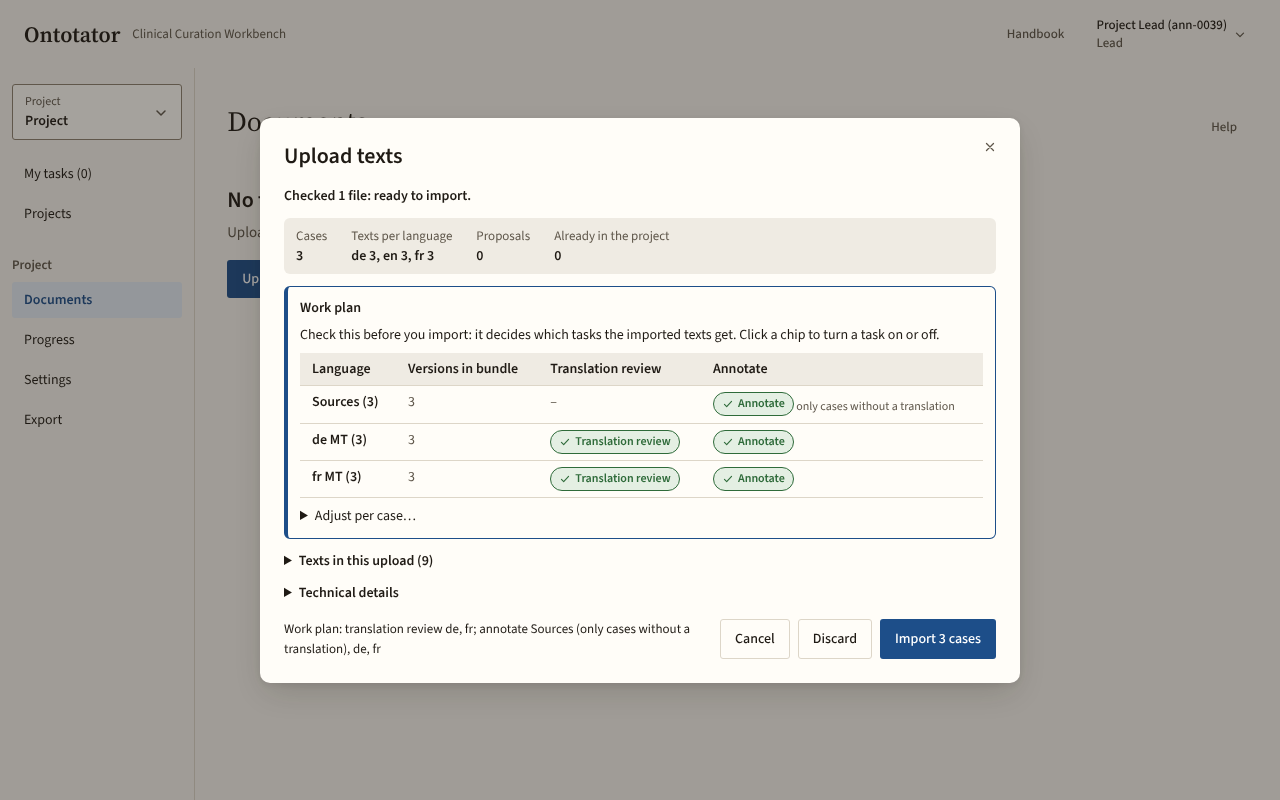 Ontotator Clinical Curation Workbench
Handbook
Project Lead (ann-0039)
Lead
Project
Project
My tasks (0)
Projects
Project
Documents
Progress
Settings
Export
Help
Upload texts
Checked 1 file: ready to import.
Cases Texts per language Proposals Already in the project
3 de 3, en 3, fr 3 0 0
Work plan
Check this before you import: it decides which tasks the imported texts get. Click a chip to turn a task on or off.
Language Versions in bundle Translation review Annotate
Sources (3) 3 – Annotate only cases without a translation
de MT (3) 3 Translation review Annotate
fr MT (3) 3 Translation review Annotate
Adjust per case…
Texts in this upload (9)
Technical details
Work plan: translation review de, fr; annotate Sources (only cases without a
translation), de, fr
Cancel Discard Import 3 cases